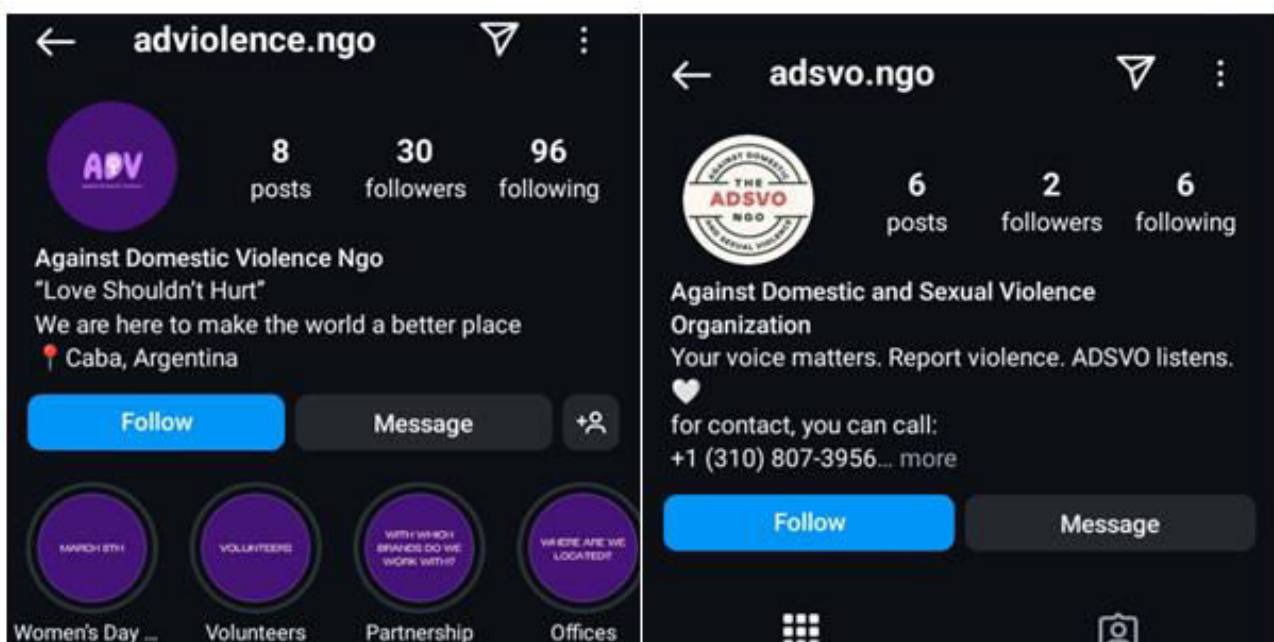 adviolence.ngo
ADV
8
30
96
posts
followers
following
Against Domestic Violence Ngo
"Love Shouldn't Hurt"
We are here to make the world a better place
Caba, Argentina
Follow
Message
MARCH 8TH
VOLUNTEERS
WITH WHICH
BRANDS DO WE
WORK WITH?
WHERE ARE WE
LOCATED?
Women's Day ...
Volunteers
Partnership
Offices
adsvo.ngo
AGAINST DOMESTIC
THE
ADSVO
NGO
AND SEXUAL VIOLENCE
6
2
6
posts
followers
following
Against Domestic and Sexual Violence
Organization
Your voice matters. Report violence. ADSVO listens.
for contact, you can call:
+1 (310) 807-3956... more
Follow
Message